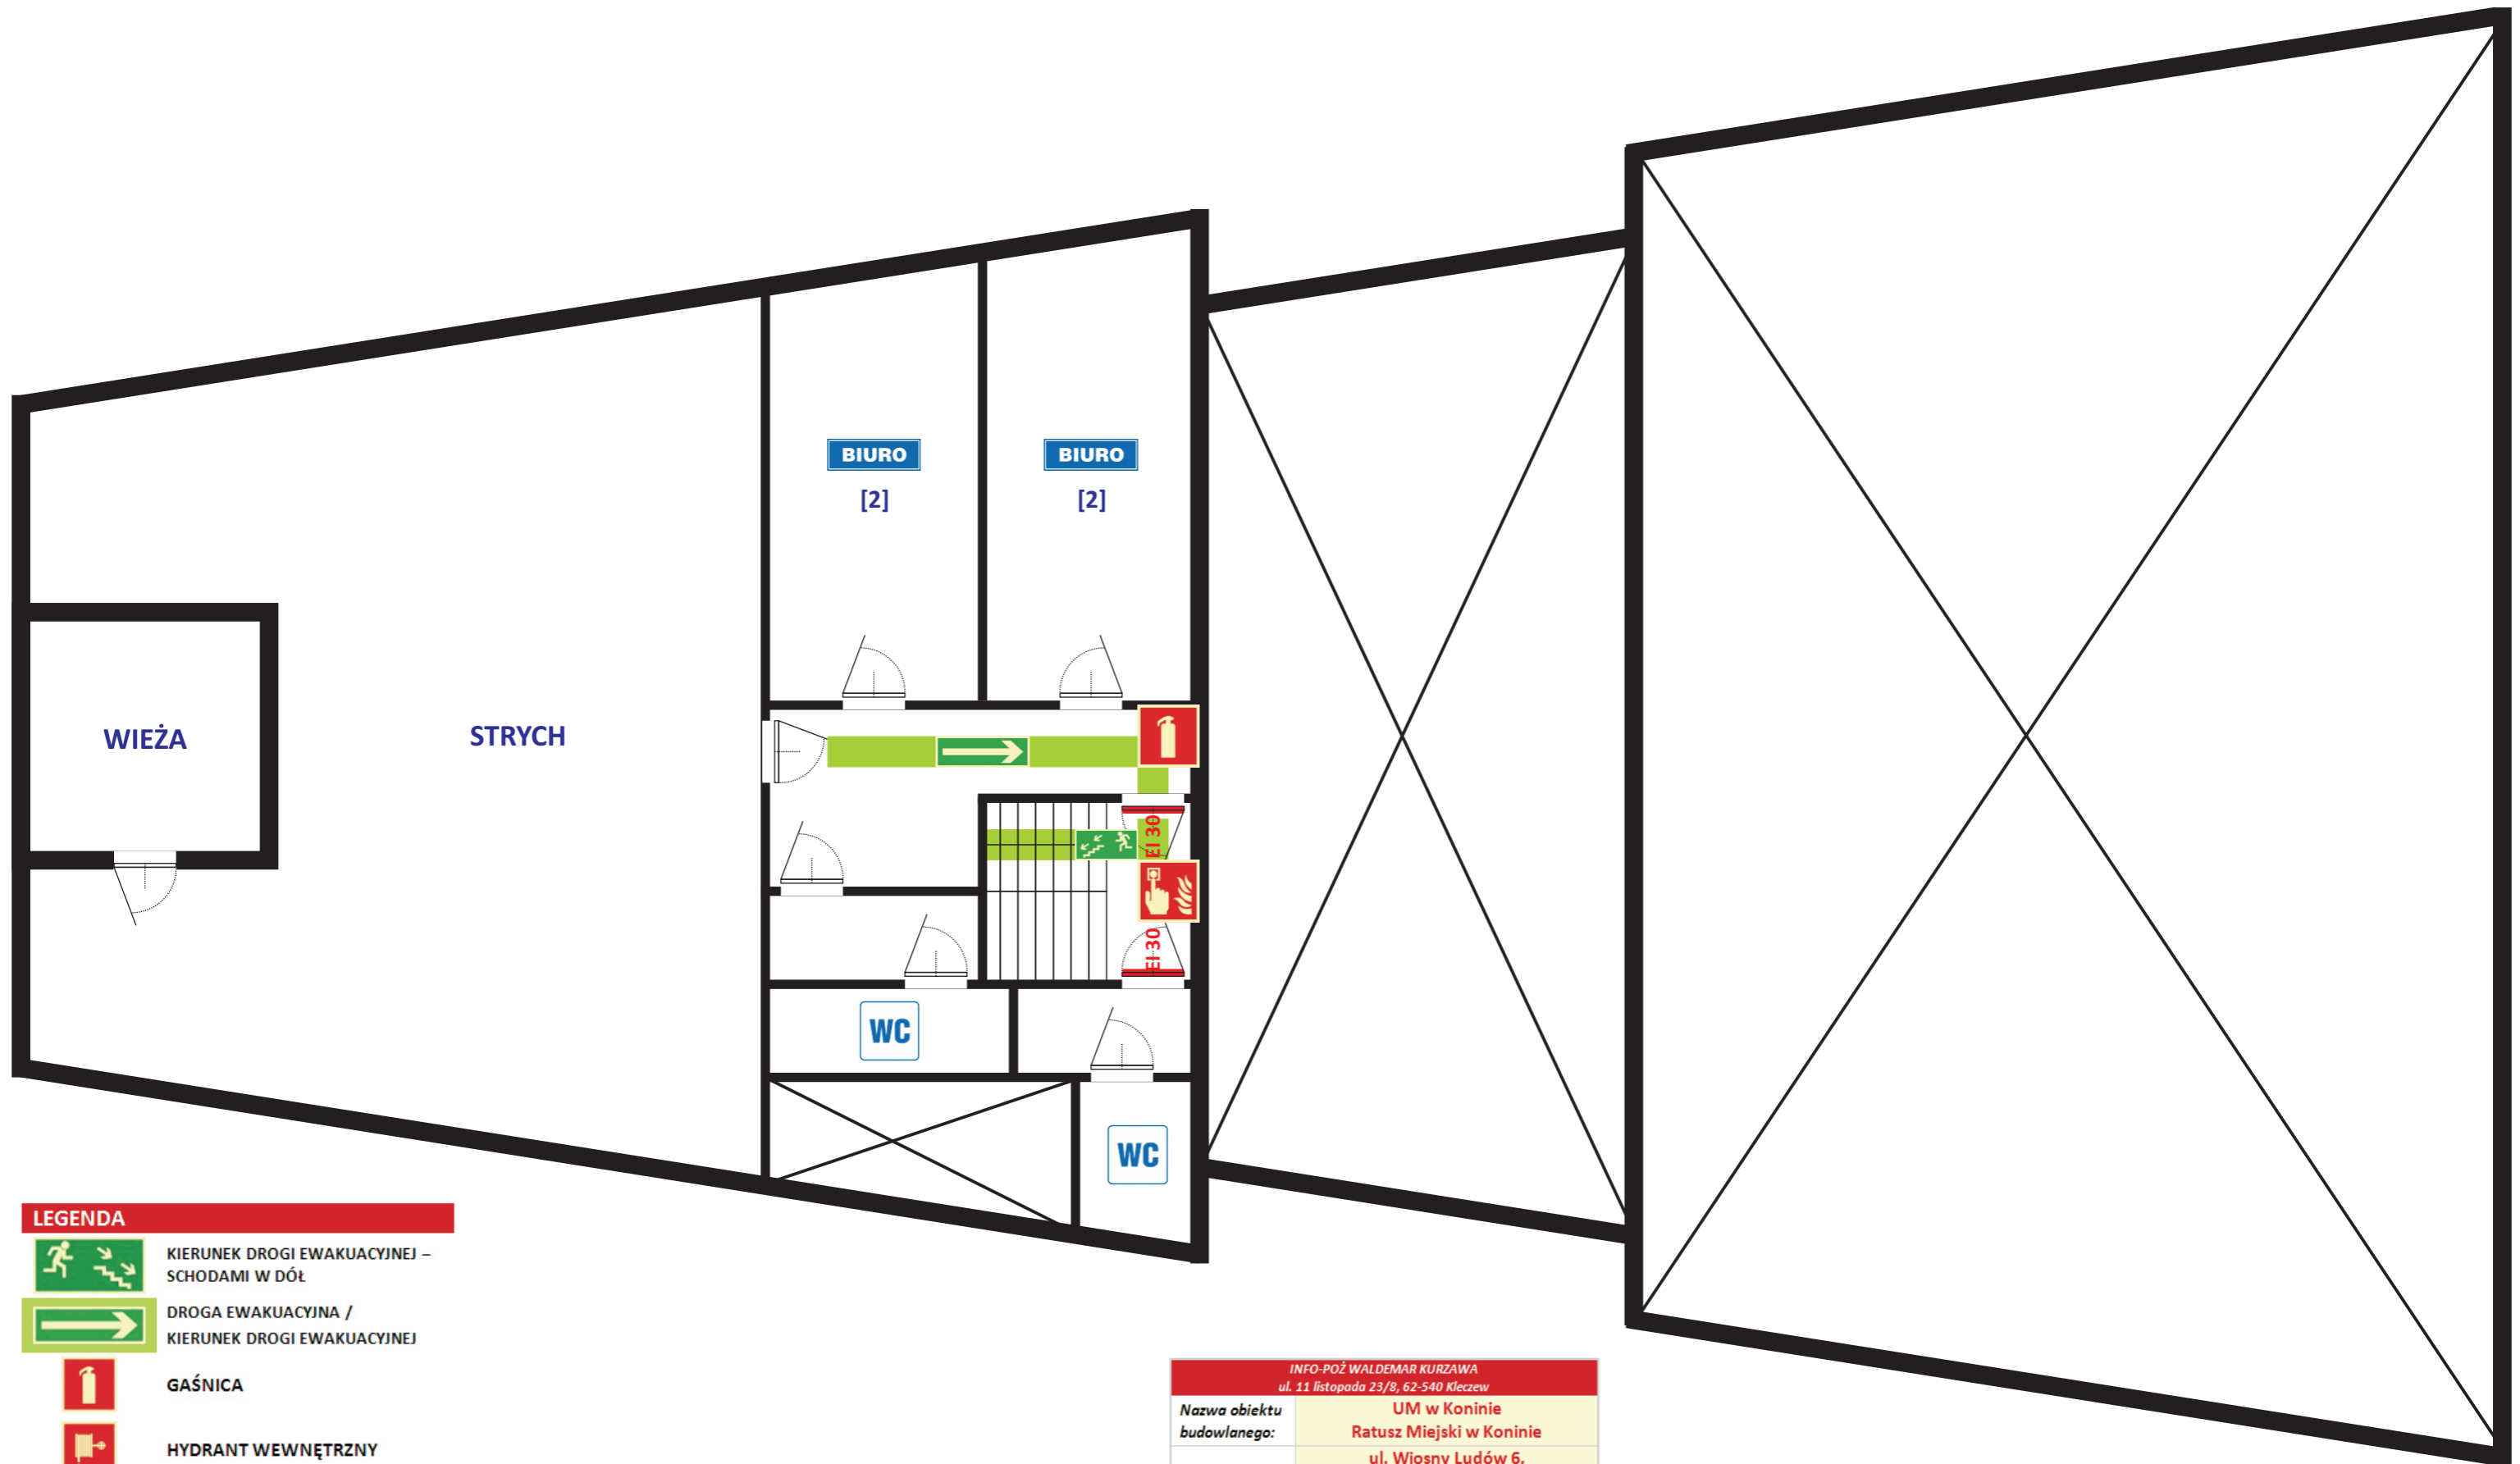 BIURO
[2]
BIURO
[2]
WIEŻA
STRYCH
EI 30
EI 30
WC
WC
LEGENDA
KIERUNEK DROGI EWAKUACYJNEJ –
SCHODAMI W DÓŁ
DROGA EWAKUACYJNA /
KIERUNEK DROGI EWAKUACYJNEJ
GAŚNICA
HYDRANT WEWNĘTRZNY
INFO-POŻ WALDEMAR KURZAWA
ul. 11 listopada 23/8, 62-540 Kleczew
Nazwa obiektu
budowlanego:
UM w Koninie
Ratusz Miejski w Koninie
ul. Wiosny Ludów 6,